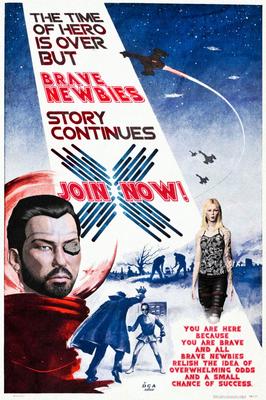 THE TIME
OF HERO
IS OVER
BUT
BRAVE
NEWBIES
STORY
CONTINUES
JOIN NOW!
YOU ARE HERE
BECAUSE
YOU ARE BRAVE
AND ALL
BRAVE NEWBIES
RELISH THE IDEA OF
OVERWHELMING ODDS
AND A SMALL
CHANCE OF SUCCESS.